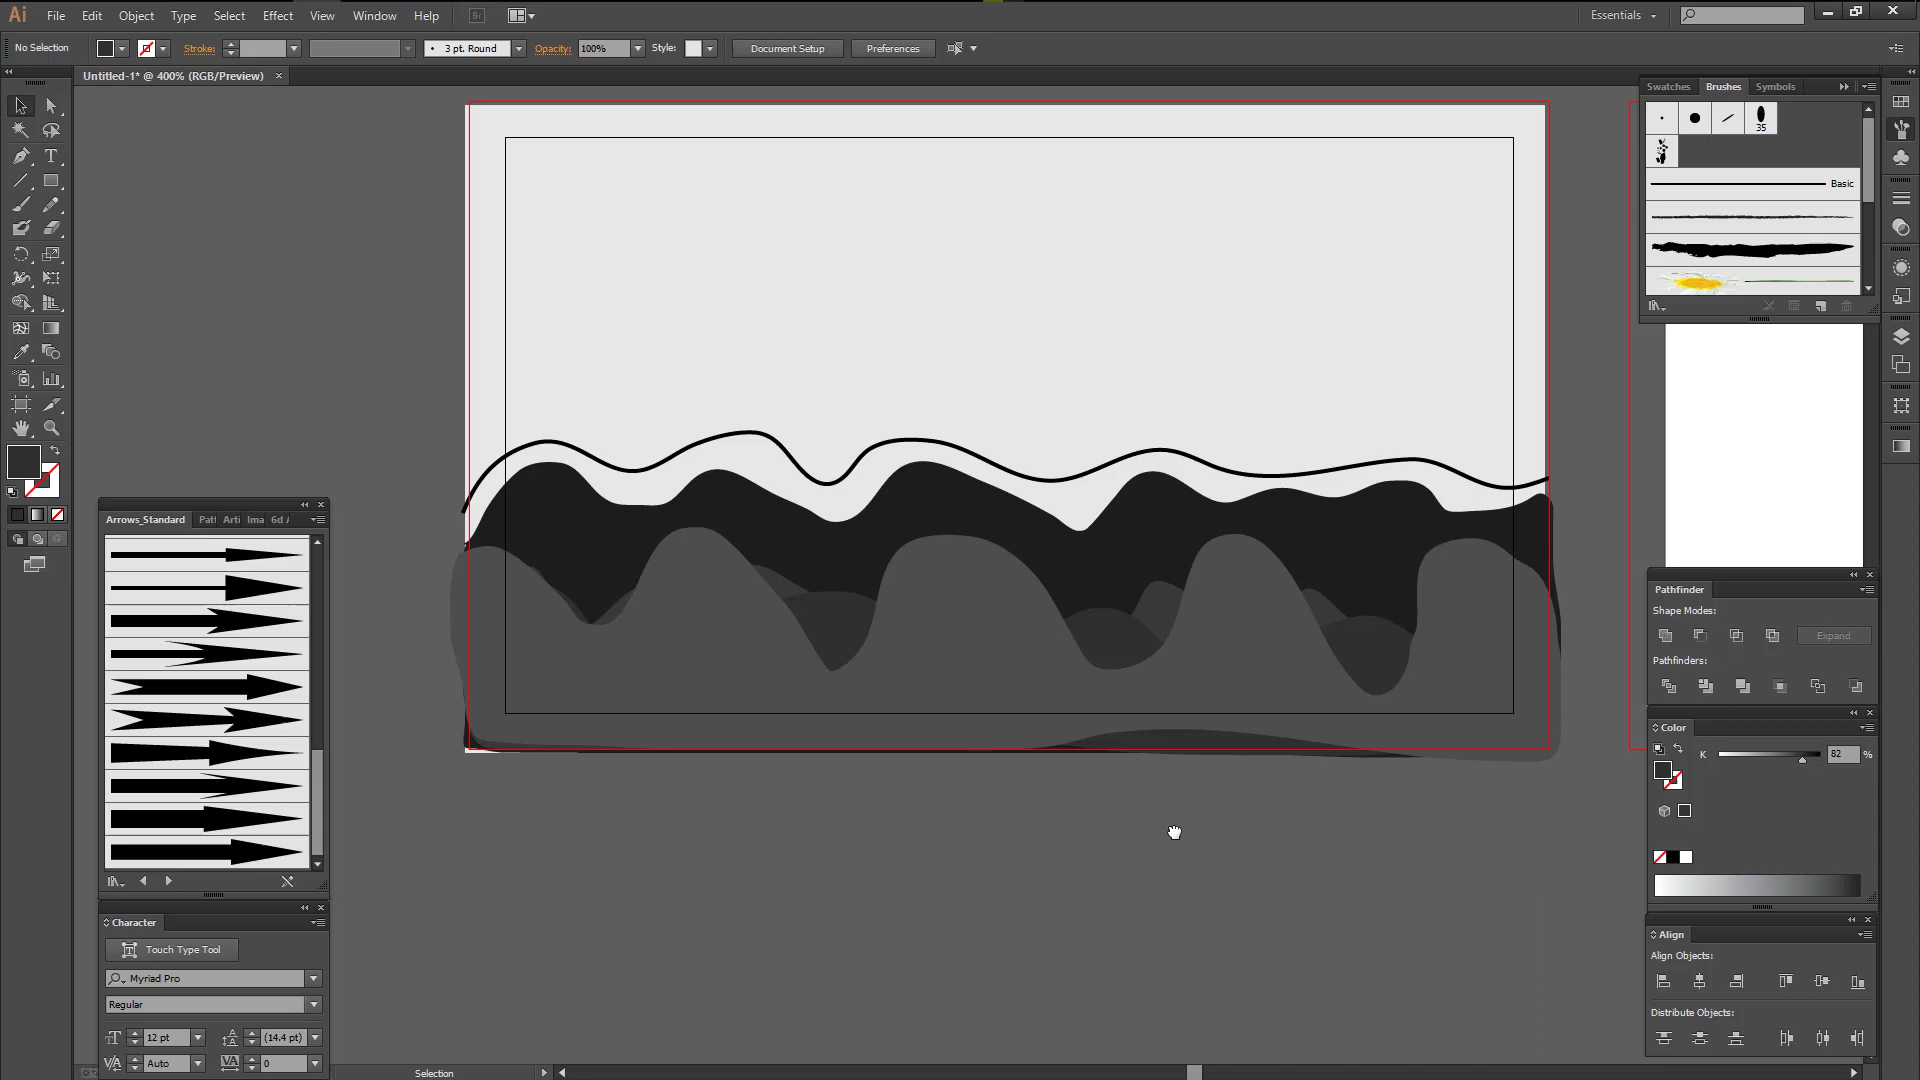 Ai File Edit Object Type Select Effect View Window Help Br Essentials
No Selection Stroke: 3 pt. Round Opacity: 100% Style: Document Setup Preferences
Untitled-1* @ 400% (RGB/Preview)
Swatches Brushes Symbols
35
Basic
Arrows_Standard Pat Arti Ima 6d A
Pathfinder
Shape Modes:
Expand
Pathfinders:
Color
K 82 %
Character
Touch Type Tool
Myriad Pro
Regular
12 pt (14.4 pt)
Auto 0
Align
Align Objects:
Distribute Objects:
Selection